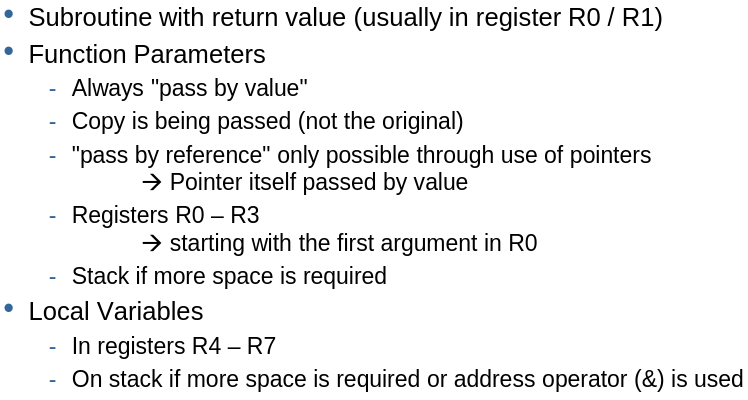 • Subroutine with return value (usually in register R0 / R1)
• Function Parameters
- Always "pass by value"
- Copy is being passed (not the original)
- "pass by reference" only possible through use of pointers
→ Pointer itself passed by value
- Registers R0 – R3
→ starting with the first argument in R0
- Stack if more space is required
• Local Variables
- In registers R4 – R7
- On stack if more space is required or address operator (&) is used